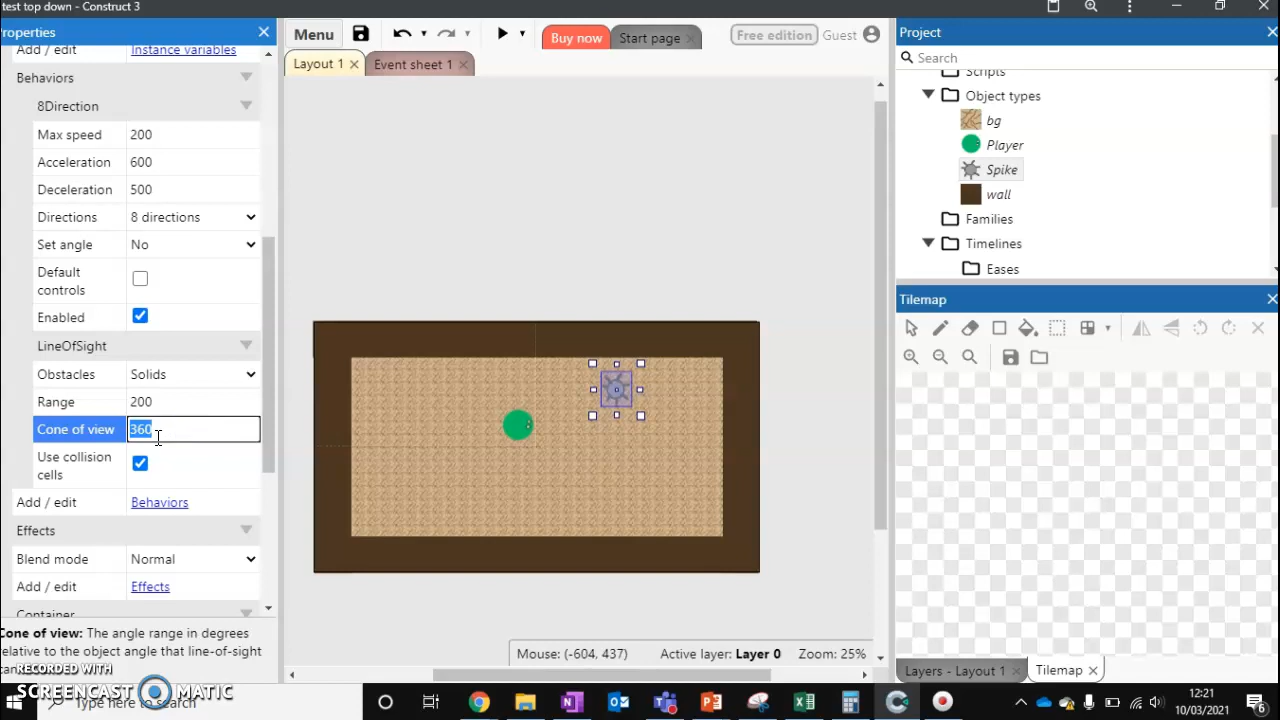 test top down - Construct 3
Properties
Menu
Buy now
Start page
Free edition
Guest
Project
Add / edit
Instance variables
Layout 1
Event sheet 1
Search
Behaviors
Scripts
8Direction
Object types
Max speed
200
bg
Acceleration
600
Player
Deceleration
500
Spike
Directions
8 directions
wall
Set angle
No
Families
Default
controls
Timelines
Enabled
Eases
LineOfSight
Tilemap
Obstacles
Solids
Range
200
Cone of view
360
Use collision
cells
Add / edit
Behaviors
Effects
Blend mode
Normal
Add / edit
Effects
Container
Cone of view: The angle range in degrees
relative to the object angle that line-of-sight
Mouse: (-604, 437)
Active layer: Layer 0
Zoom: 25%
Layers - Layout 1
Tilemap
RECORDED WITH
SCREENCAST MATIC
Type here to search
12:21
10/03/2021
6